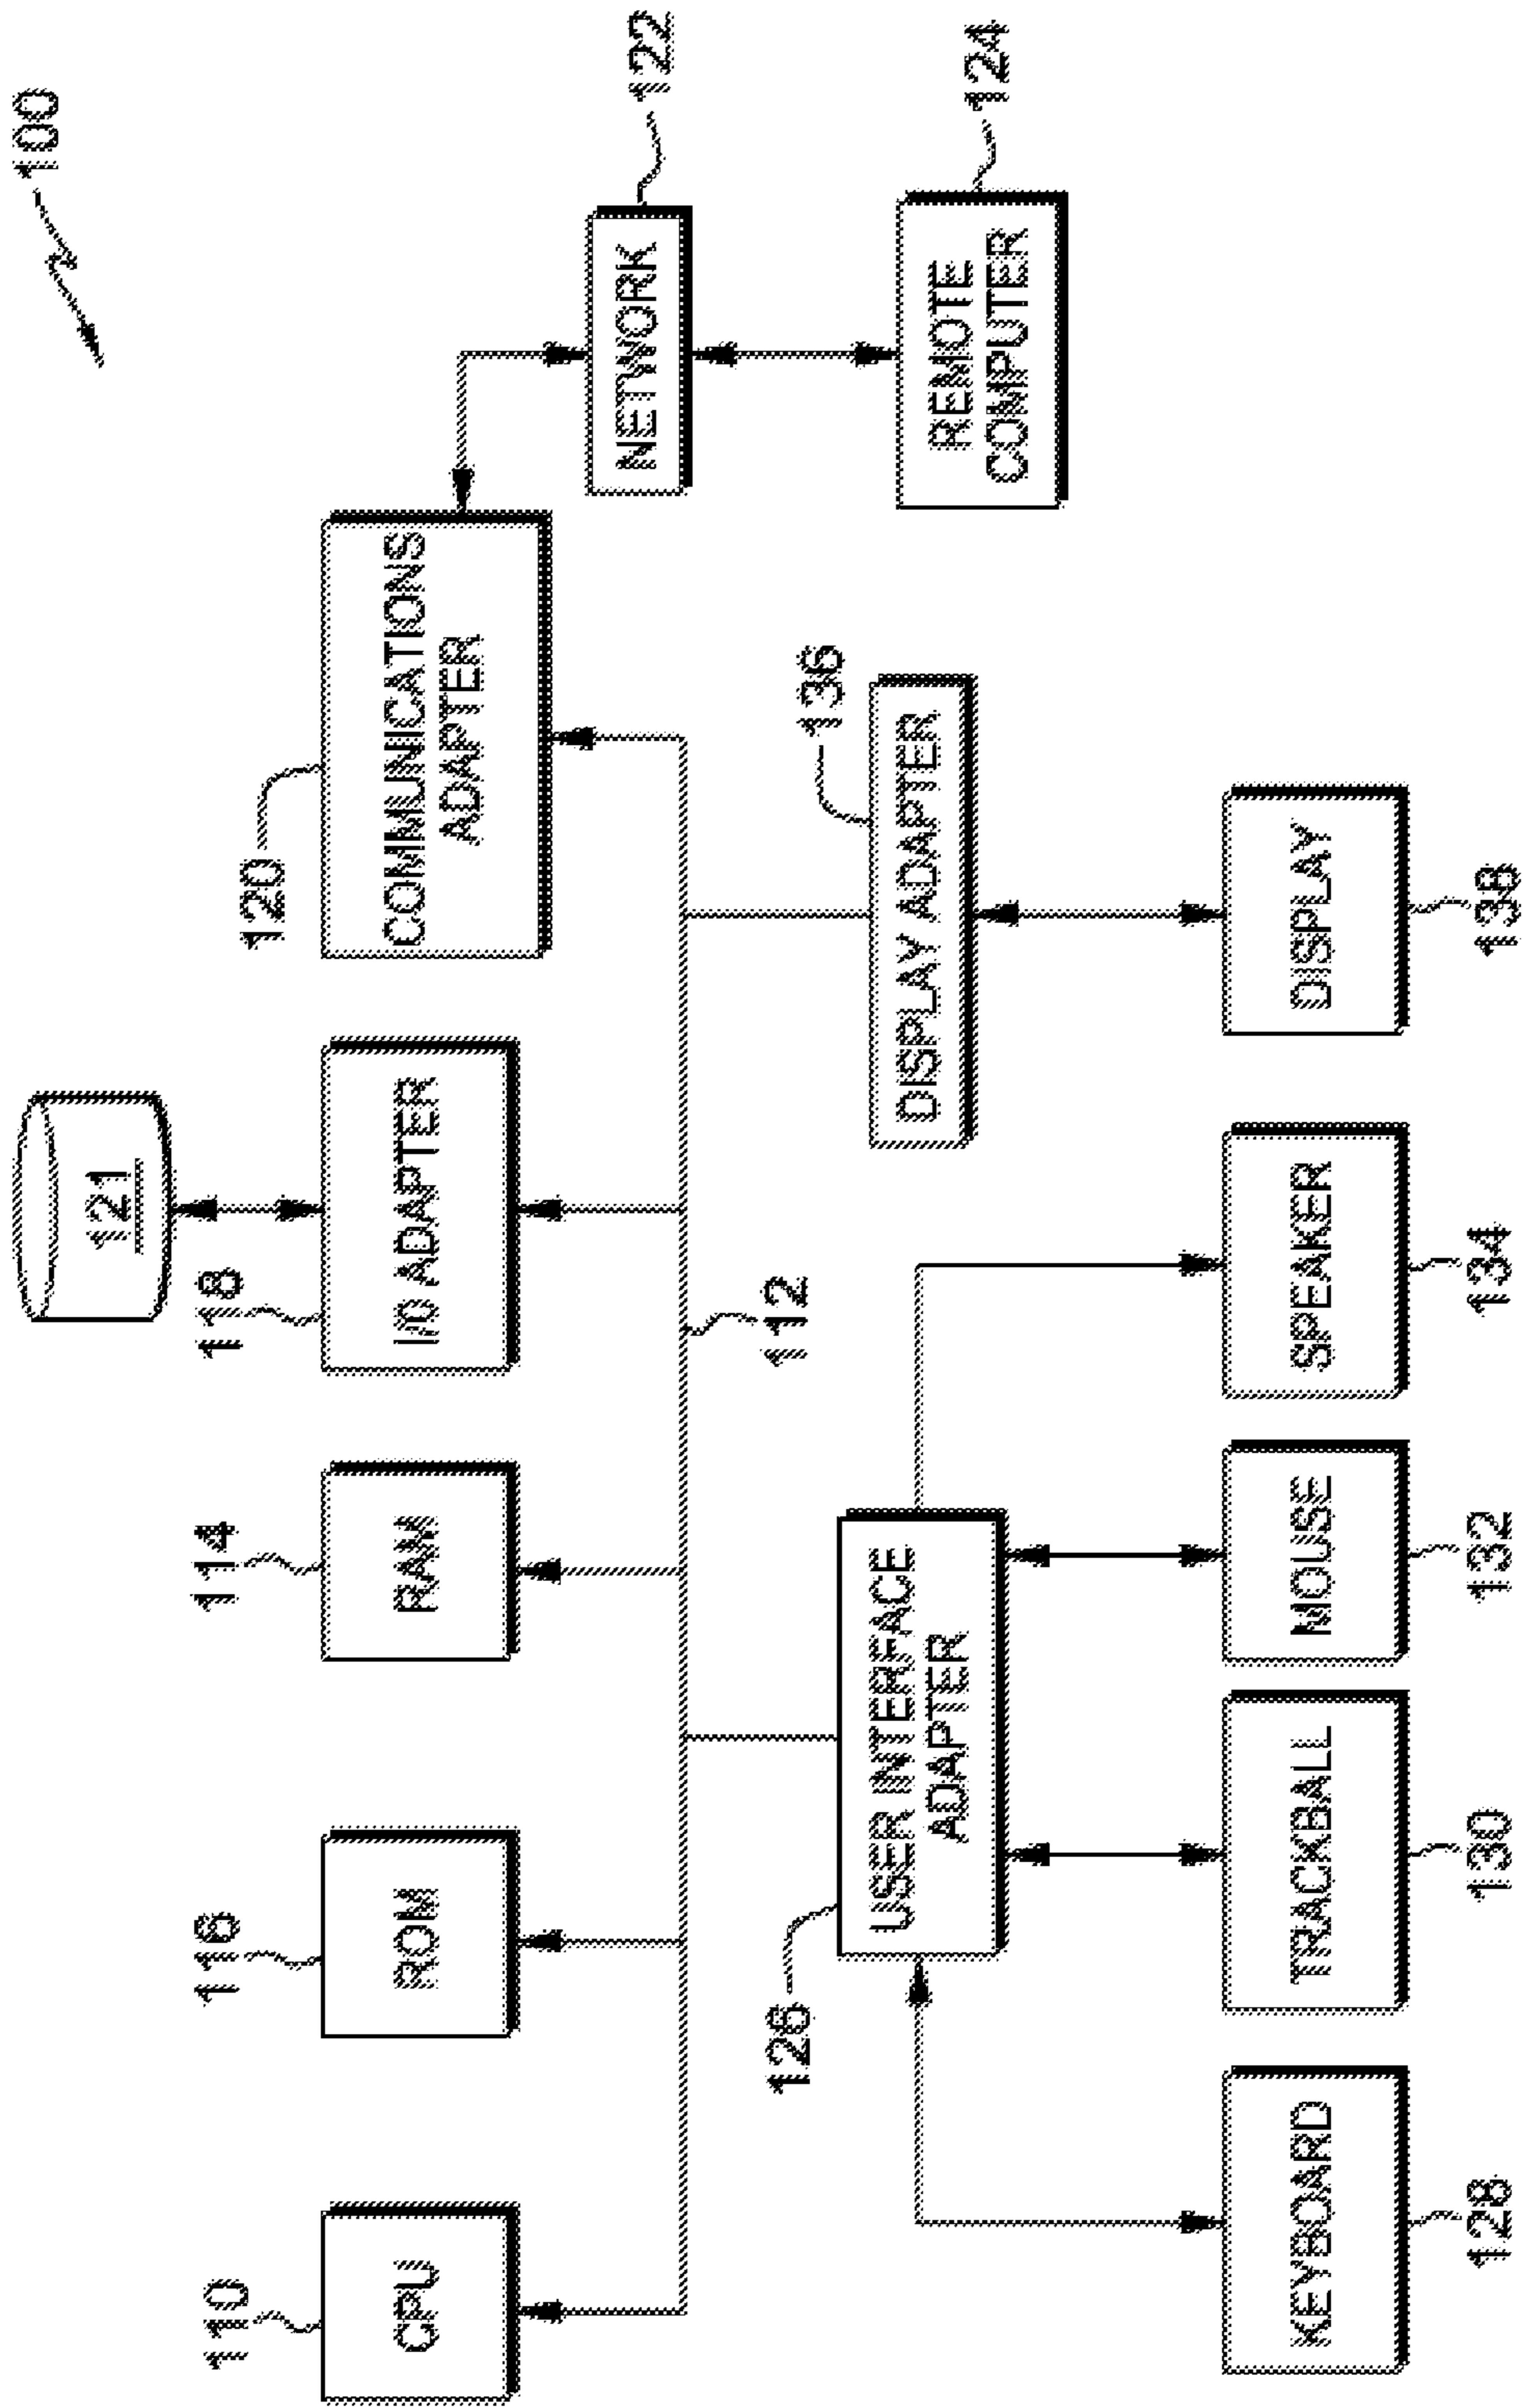 100
121
110
116
114
118
120
CPU
ROM
RAM
I/O ADAPTER
COMMUNICATIONS
ADAPTER
NETWORK
122
112
126
136
USER INTERFACE
ADAPTER
DISPLAY ADAPTER
REMOTE
COMPUTER
124
KEYBOARD
TRACKBALL
MOUSE
SPEAKER
DISPLAY
128
130
132
134
138